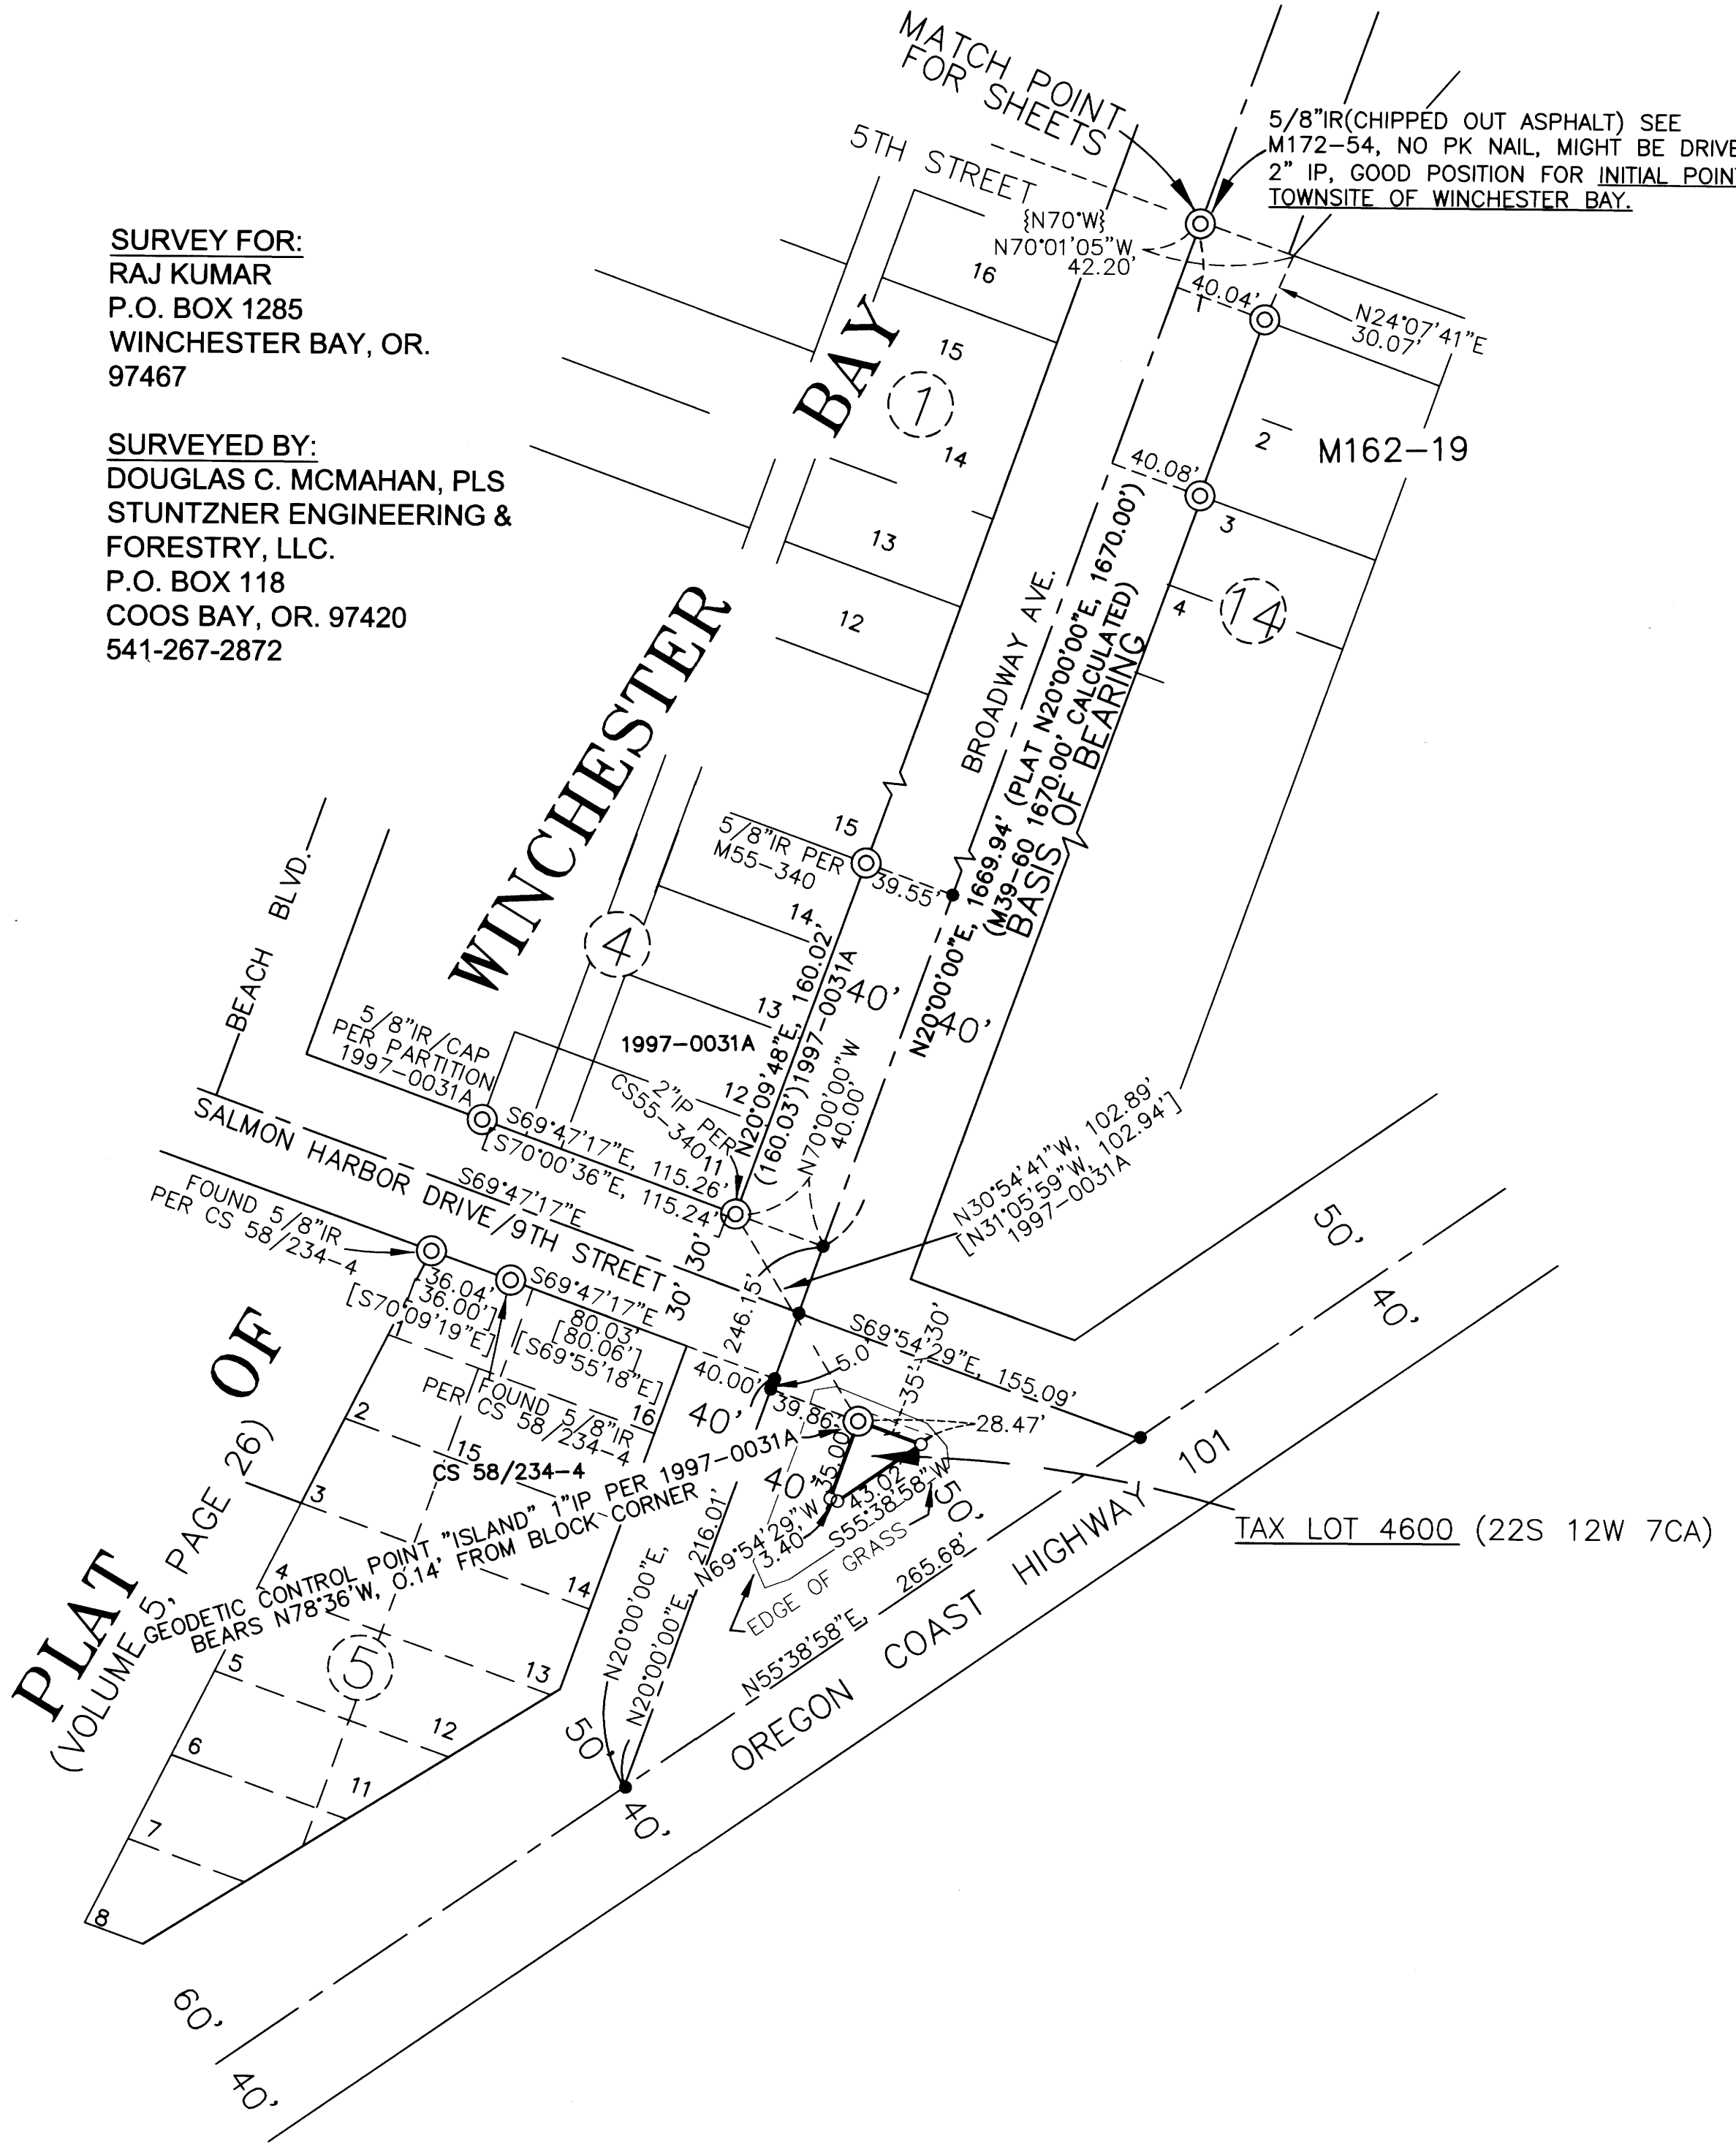 MATCH POINT
FOR SHEETS
5/8"IR(CHIPPED OUT ASPHALT) SEE
M172-54, NO PK NAIL, MIGHT BE DRIVE
2" IP, GOOD POSITION FOR INITIAL POINT
TOWNSITE OF WINCHESTER BAY.
5TH STREET
{N70°W}
N70°01'05"W
42.20'
40.04'
N24°07'41"E
30.07'
SURVEY FOR:
RAJ KUMAR
P.O. BOX 1285
WINCHESTER BAY, OR.
97467
SURVEYED BY:
DOUGLAS C. MCMAHAN, PLS
STUNTZNER ENGINEERING &
FORESTRY, LLC.
P.O. BOX 118
COOS BAY, OR. 97420
541-267-2872
16
15
1
14
13
12
2
M162-19
40.08'
3
4
14
PLAT OF WINCHESTER BAY
(VOLUME 5, PAGE 26)
BROADWAY AVE.
N20°00'00"E, 1669.94' (PLAT N20°00'00"E, 1670.00')
(M39-60 1670.00' CALCULATED)
BASIS OF BEARING
15
5/8"IR PER
M55-340
39.55'
14
4
13
1997-0031A
12
11
N20°09'48"E, 160.02'
(160.03')1997-0031A
40'
40'
N70°00'00"W
40.00'
BEACH BLVD.
5/8"IR/CAP
PER PARTITION
1997-0031A
2"IP PER
CS55-340
S69°47'17"E, 115.26'
[S70°00'36"E, 115.24']
S69°47'17"E
SALMON HARBOR DRIVE/9TH STREET
30'
30'
N30°54'41"W, 102.89'
[N31°05'59"W, 102.94']
1997-0031A
50'
40'
FOUND 5/8"IR
PER CS 58/234-4
36.04'
[36.00']
[S70°09'19"E]
S69°47'17"E
80.03'
[80.06']
[S69°55'18"E]
FOUND 5/8"IR
PER CS 58/234-4
246.15'
S69°54'29"E, 155.09'
30'
35'
5.0'
40.00'
39.86'
28.47'
40'
40'
35.00'
43.02'
S55°38'58"W
N69°54'29"W
3.40'
50'
EDGE OF GRASS
TAX LOT 4600 (22S 12W 7CA)
1
2
3
4
5
6
7
8
16
15
CS 58/234-4
14
13
12
11
5
GEODETIC CONTROL POINT "ISLAND" 1"IP PER 1997-0031A
BEARS N78°36'W, 0.14' FROM BLOCK CORNER
N20°00'00"E,
N20°00'00"E, 216.01'
N55°38'58"E, 265.68'
OREGON COAST HIGHWAY 101
50'
40'
60'
40'